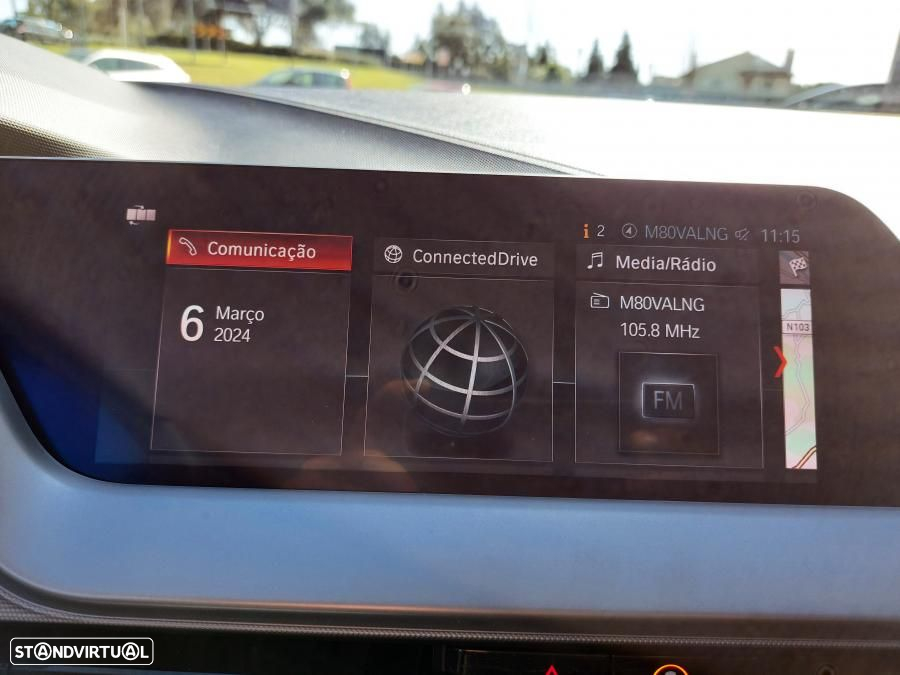 i 2 M80VALNG 11:15
Comunicação
ConnectedDrive
Media/Rádio
6 Março
2024
M80VALNG
105.8 MHz
N103
FM
STANDVIRTUAL